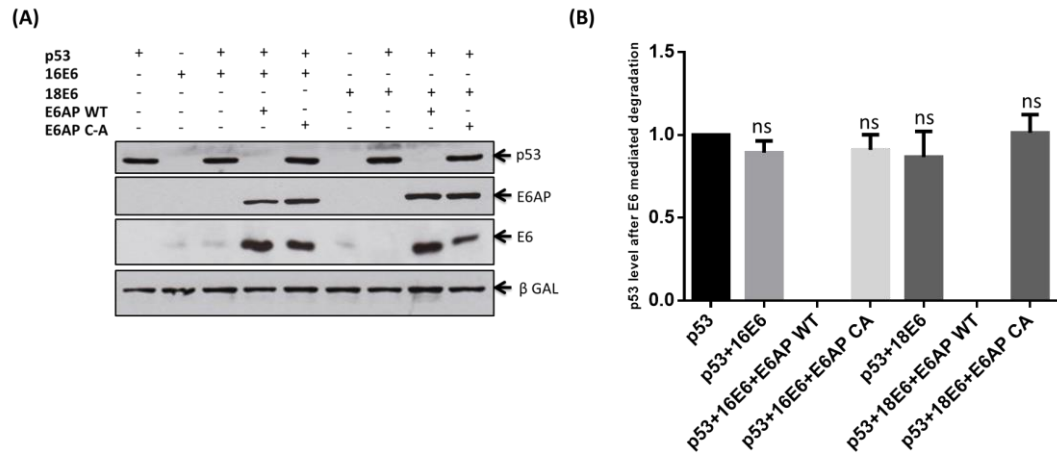 (A)
p53 + - + + + - + + +
16E6 - + + + + - - - -
18E6 - - - - - + + + +
E6AP WT - - - + - - - + -
E6AP C-A - - - - + - - - +
p53
E6AP
E6
β GAL
(B)
p53 level after E6 mediated degradation
1.5
1.0
0.5
0.0
ns
ns
ns
ns
p53
p53+16E6
p53+16E6+E6AP WT
p53+16E6+E6AP CA
p53+18E6
p53+18E6+E6AP WT
p53+18E6+E6AP CA